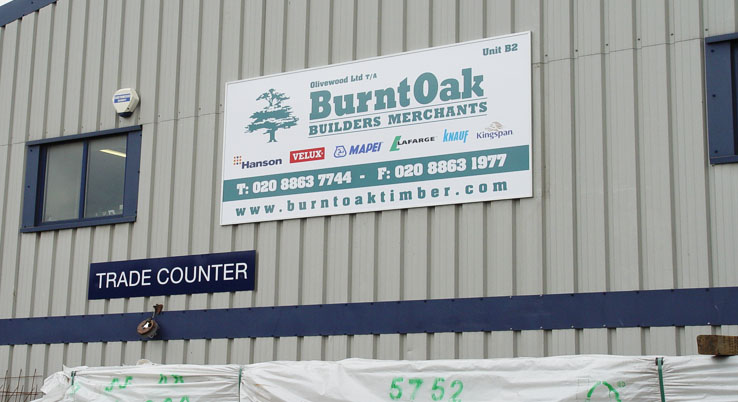 Unit B2
Olivewood Ltd T/A
BurntOak
BUILDERS MERCHANTS
Hanson VELUX MAPEI LAFARGE KNAUF Kingspan
T: 020 8863 7744 - F: 020 8863 1977
www.burntoaktimber.com
TRADE COUNTER
5752